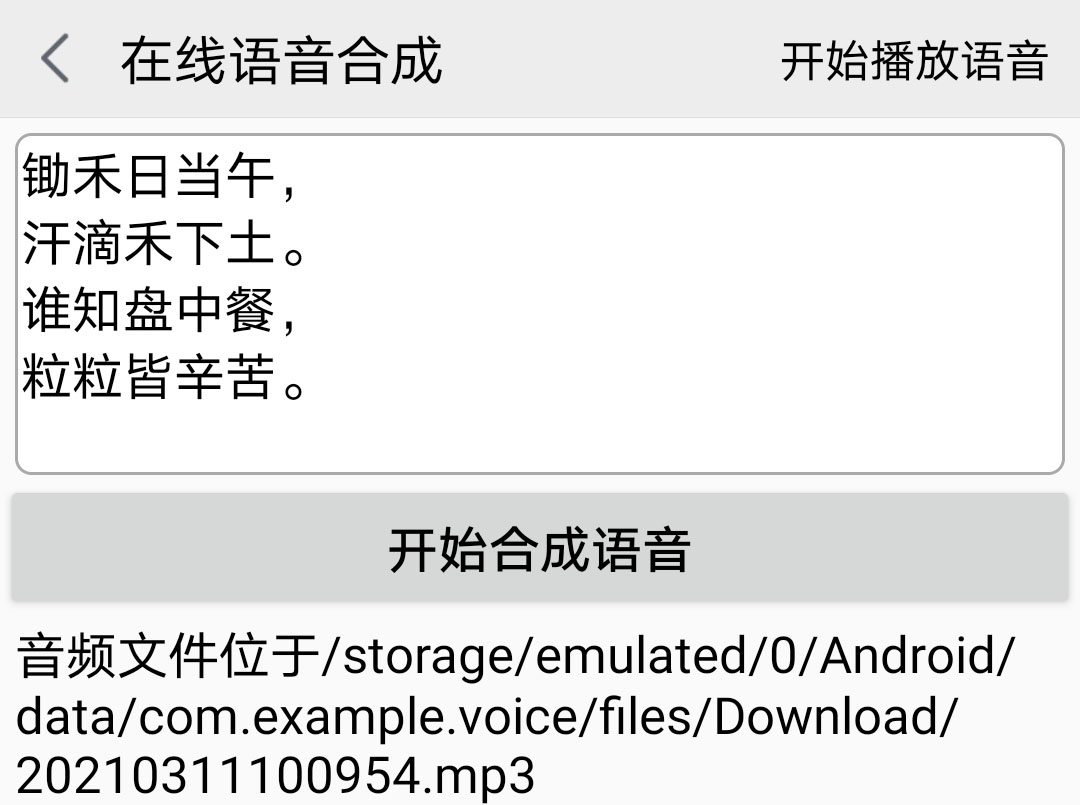 在线语音合成
开始播放语音
锄禾日当午，
汗滴禾下土。
谁知盘中餐，
粒粒皆辛苦。
开始合成语音
音频文件位于/storage/emulated/0/Android/
data/com.example.voice/files/Download/
20210311100954.mp3